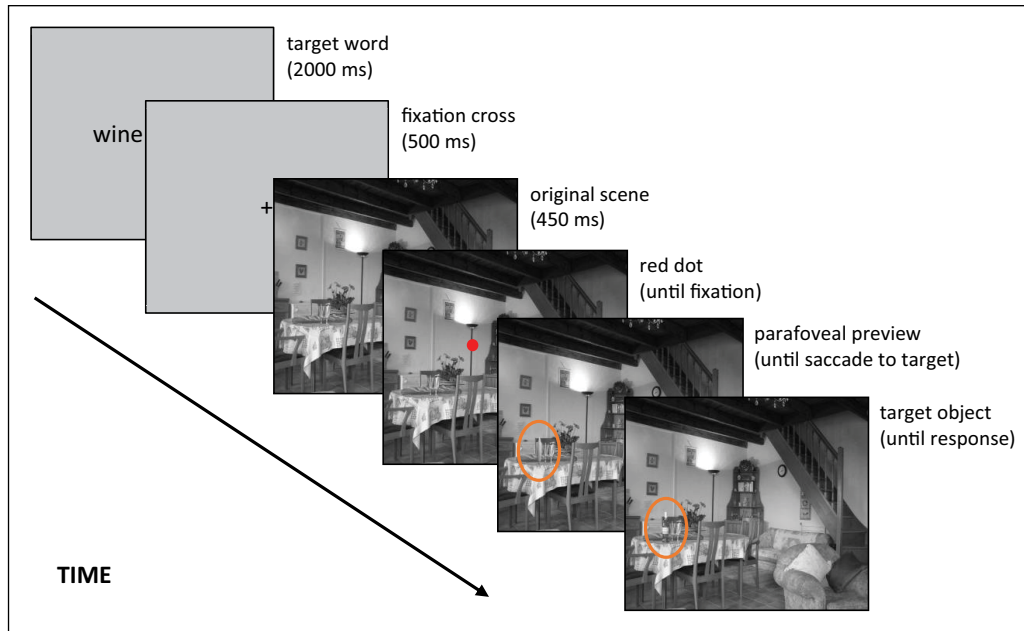 target word
(2000 ms)
wine
fixation cross
(500 ms)
+
original scene
(450 ms)
red dot
(until fixation)
parafoveal preview
(until saccade to target)
target object
(until response)
TIME